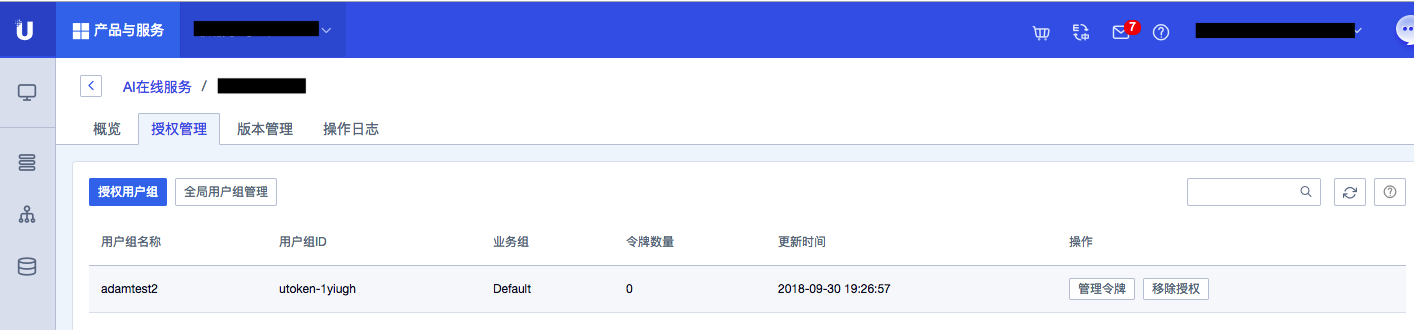 U 产品与服务 7
AI在线服务 /
概览 授权管理 版本管理 操作日志
授权用户组 全局用户组管理
用户组名称 用户组ID 业务组 令牌数量 更新时间 操作
adamtest2 utoken-1yiugh Default 0 2018-09-30 19:26:57 管理令牌 移除授权